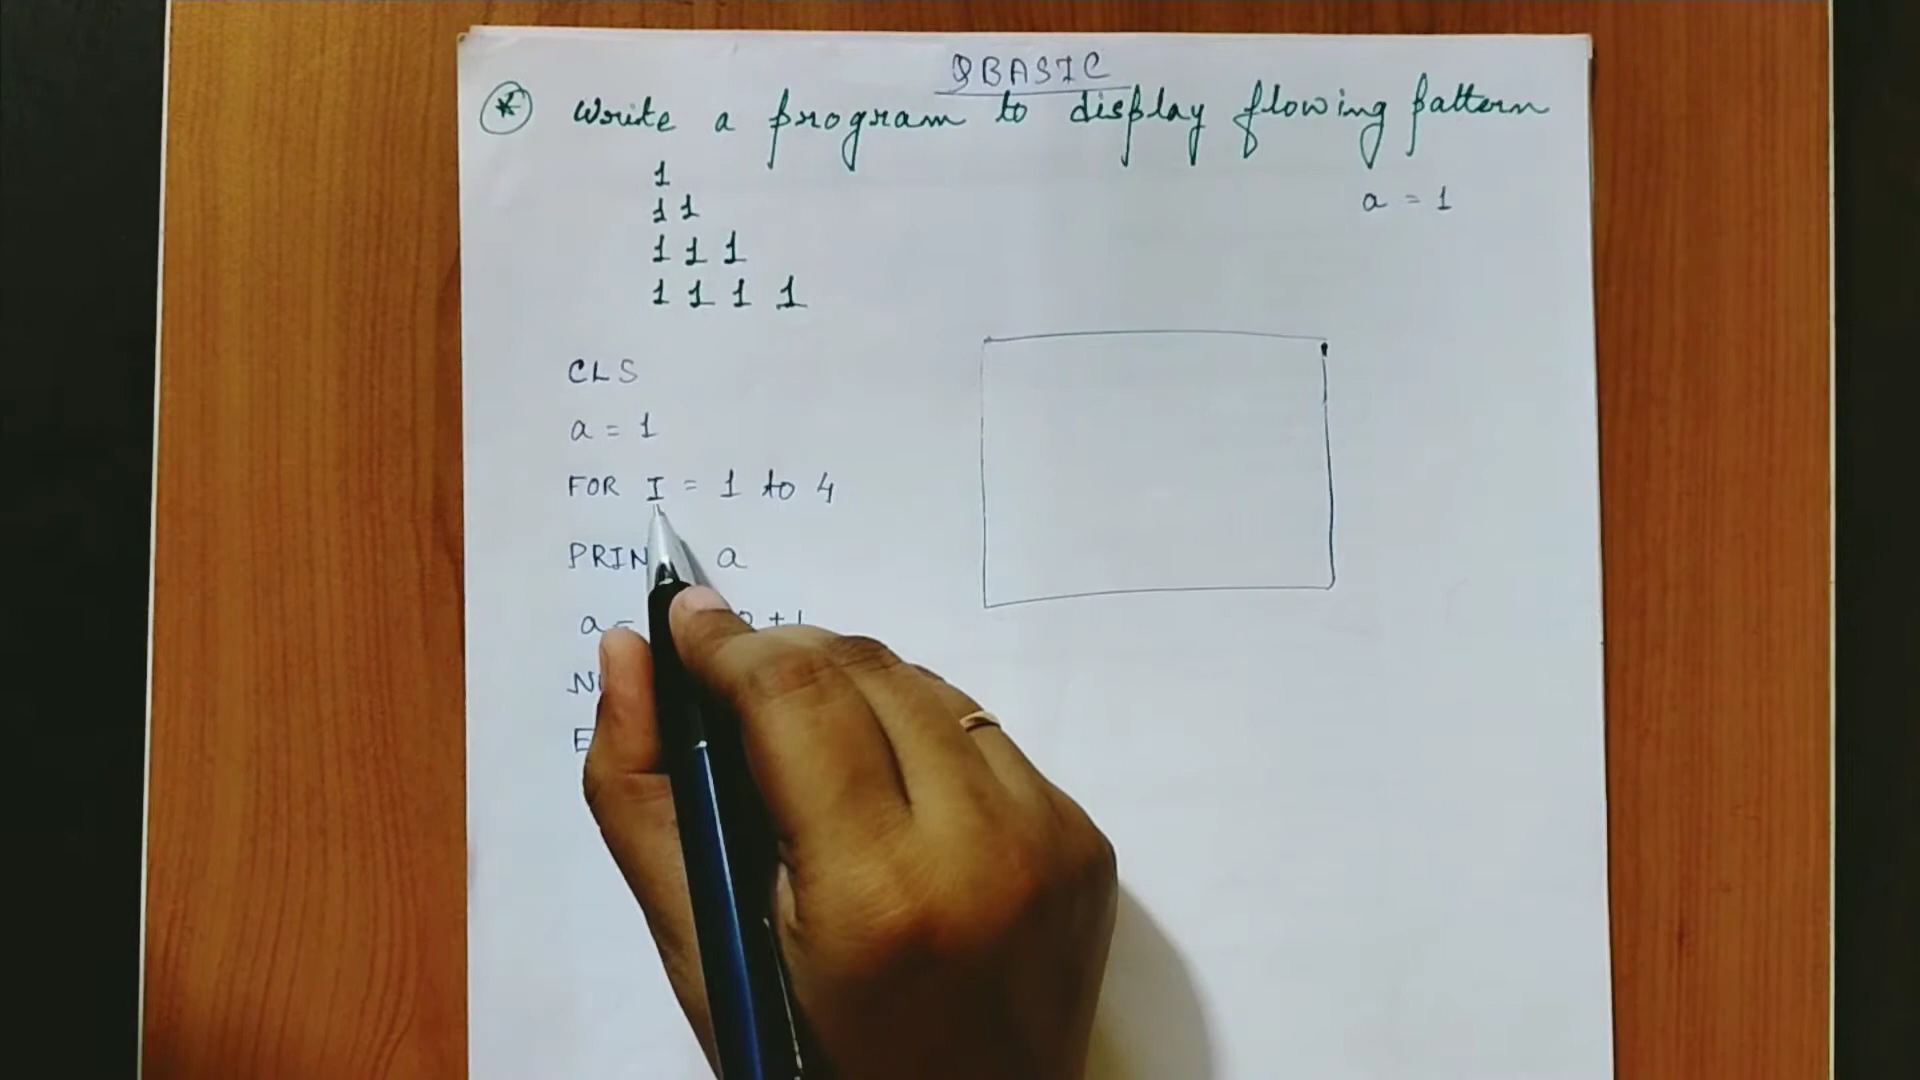 QBASIC
* Write a program to display flowing pattern
1
1 1
a = 1
1 1 1
1 1 1 1
CLS
a = 1
FOR I = 1 to 4
a
a = + 1